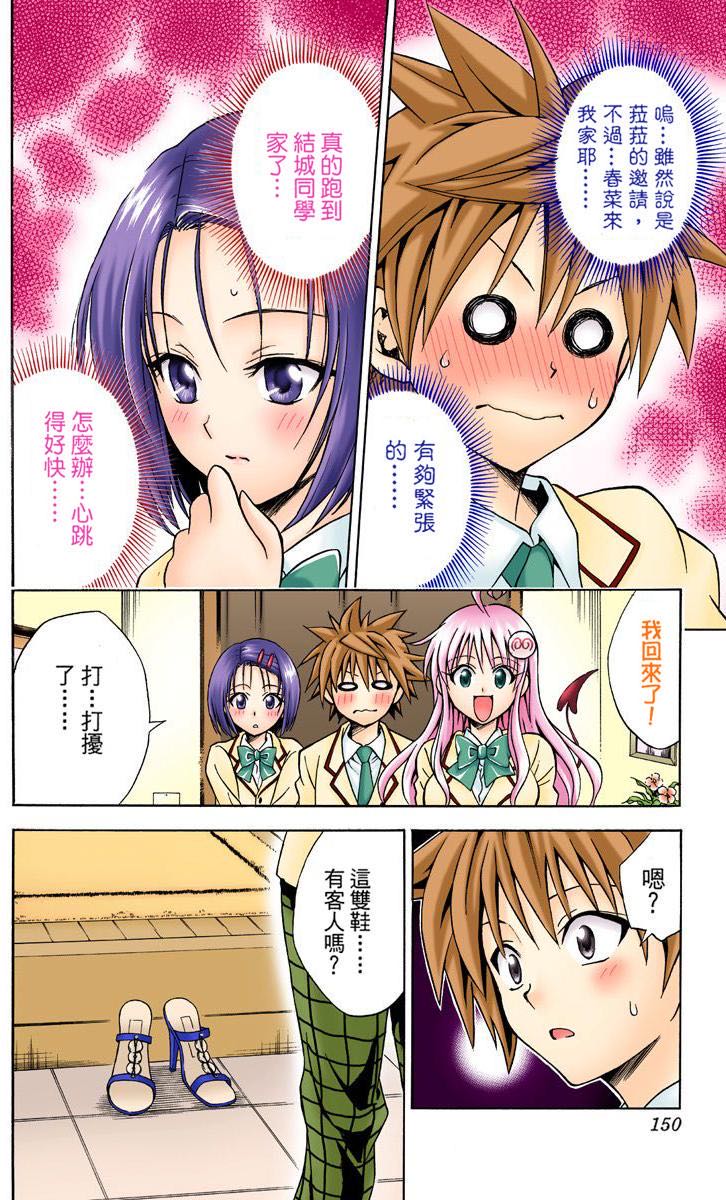 嗚…雖然說是
菈菈的邀請，
不過…春菜來
我家耶……
有夠緊張
的……
真的跑到
結城同學
家了…
怎麼辦…心跳
得好快……
我回來了！
打…打擾
了……
嗯？
這雙鞋……
有客人嗎？
150